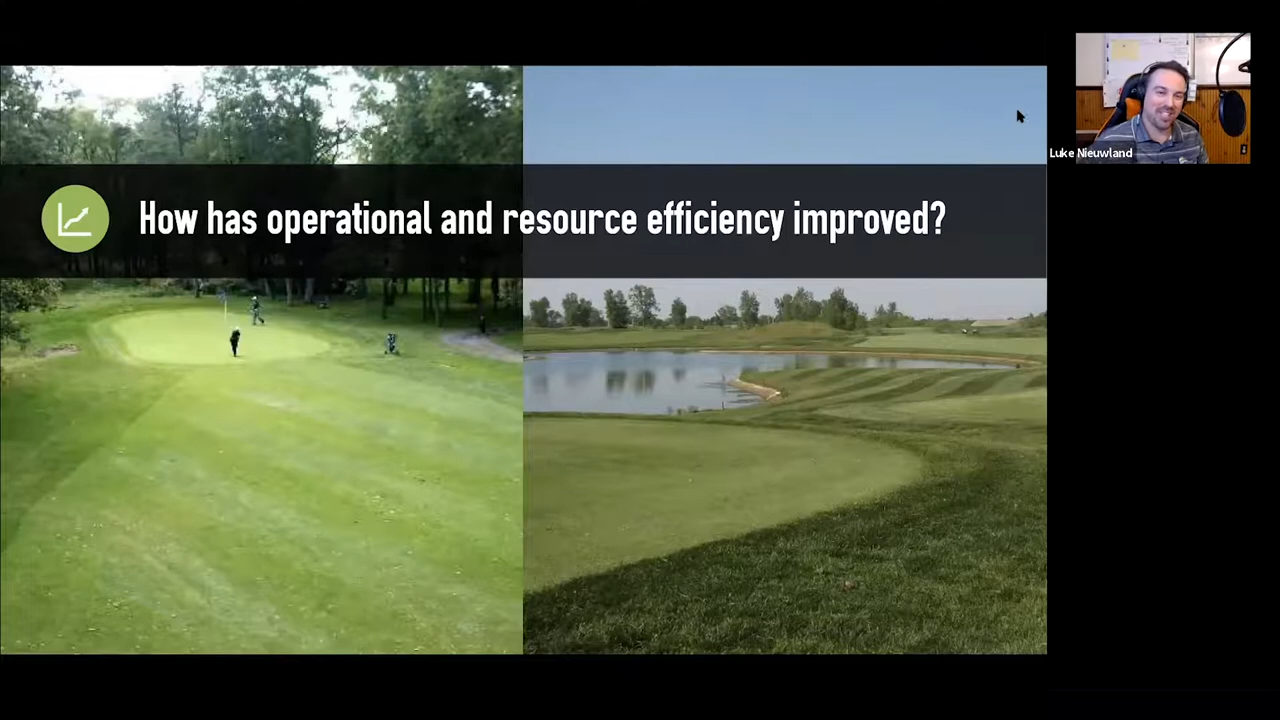 How has operational and resource efficiency improved?
Luke Nieuwland